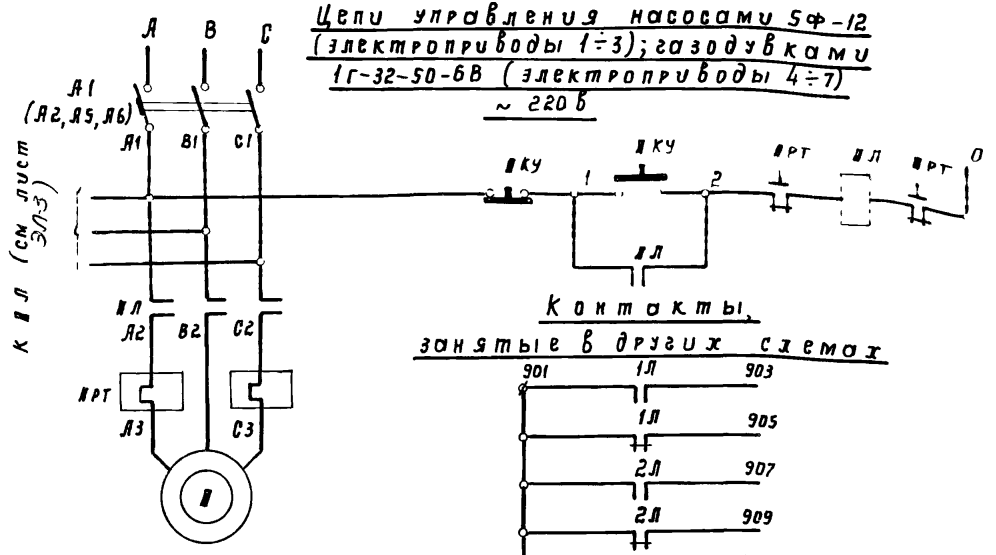 Цепи управления насосами 5Ф-12
(электроприводы 1÷3); газодувками
1г-32-50-6В (электроприводы 4÷7)
~ 220 в
А В С
А1
(А2, А5, А6)
А1 В1 С1
К П Л (см лист
ЭЛ-3)
П КУ
1
П КУ
2
П РТ
П Л
П РТ
0
П Л
П Л
А2 В2 С2
П РТ
А3 С3
П
Контакты,
занятые в других схемах
901 1Л 903
1Л 905
2Л 907
2Л 909